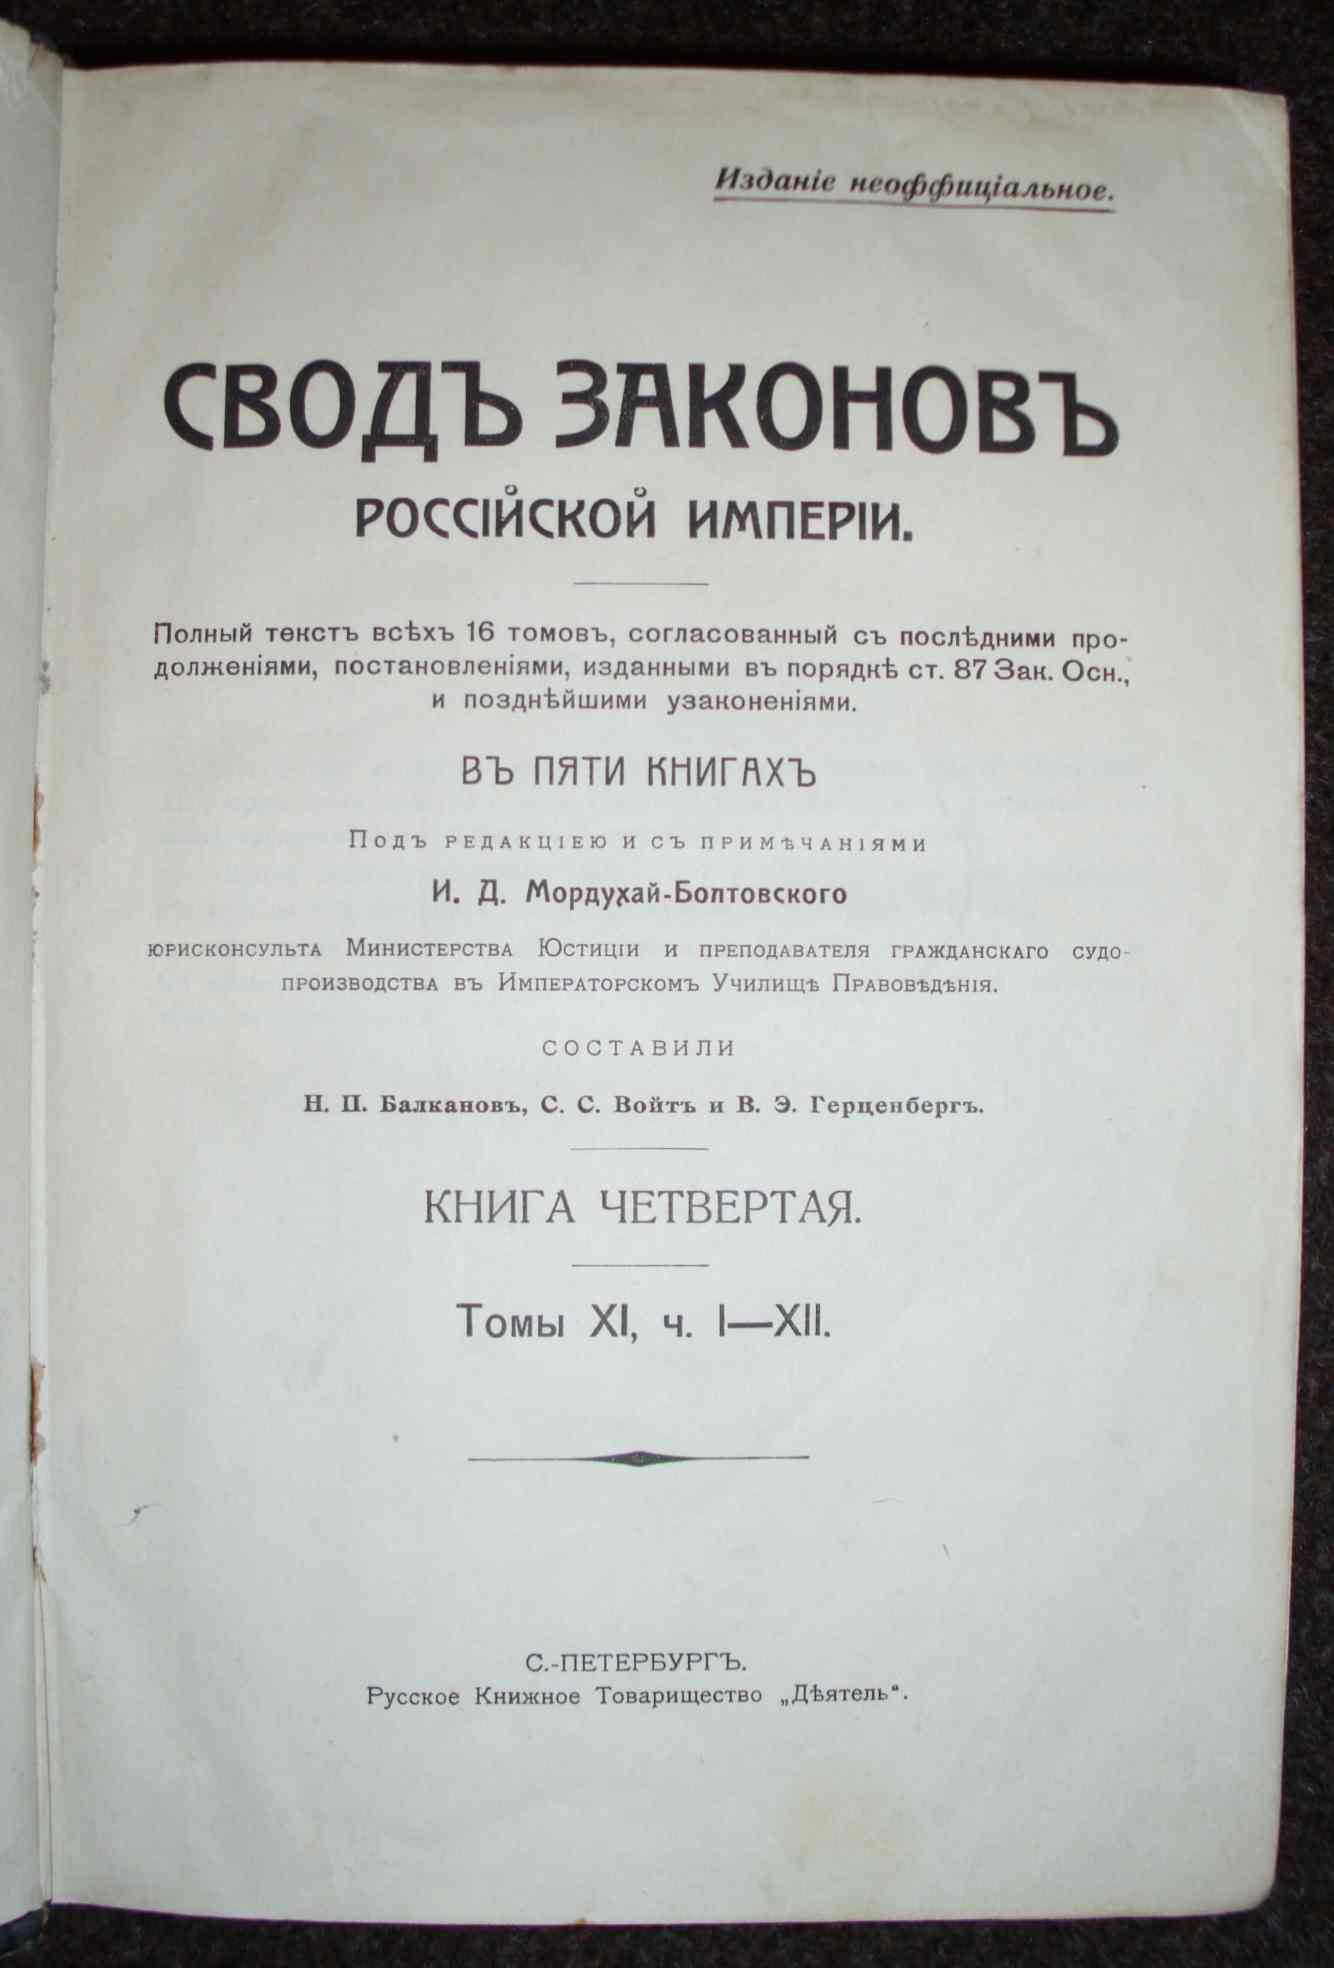 Изданіе неоффиціальное.
СВОДЪ ЗАКОНОВЪ
РОССІЙСКОЙ ИМПЕРІИ.
Полный текстъ всѣхъ 16 томовъ, согласованный съ послѣдними про-
долженіями, постановленіями, изданными въ порядкѣ ст. 87 Зак. Осн.,
и позднѣйшими узаконеніями.
ВЪ ПЯТИ КНИГАХЪ
Подъ редакціею и съ примѣчаніями
И. Д. Мордухай-Болтовского
юрисконсульта Министерства Юстиціи и преподавателя гражданскаго судо-
производства въ Императорскомъ Училищѣ Правовѣдѣнія.
СОСТАВИЛИ
Н. П. Балкановъ, С. С. Войтъ и В. Э. Герценбергъ.
КНИГА ЧЕТВЕРТАЯ.
Томы XI, ч. I—XII.
С.-ПЕТЕРБУРГЪ.
Русское Книжное Товарищество „Дѣятель“.